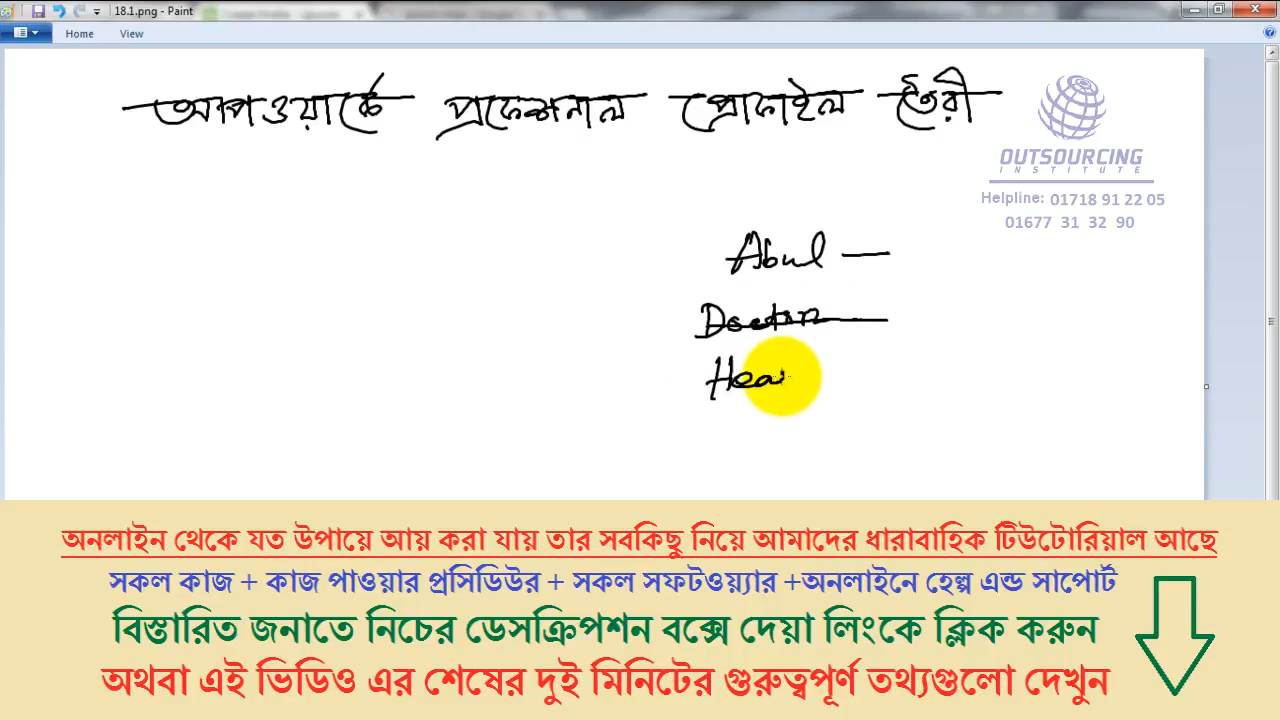 18.1.png - Paint
Home View
আপওয়ার্কে প্রফেশনাল প্রোফাইল তৈরী
OUTSOURCING
INSTITUTE
Helpline: 01718 91 22 05
01677 31 32 90
Abul —
Doctor
Hea
অনলাইন থেকে যত উপায়ে আয় করা যায় তার সবকিছু নিয়ে আমাদের ধারাবাহিক টিউটোরিয়াল আছে
সকল কাজ + কাজ পাওয়ার প্রসিডিউর + সকল সফটওয়্যার +অনলাইনে হেল্প এন্ড সাপোর্ট
বিস্তারিত জনাতে নিচের ডেসক্রিপশন বক্সে দেয়া লিংকে ক্লিক করুন
অথবা এই ভিডিও এর শেষের দুই মিনিটের গুরুত্বপূর্ণ তথ্যগুলো দেখুন